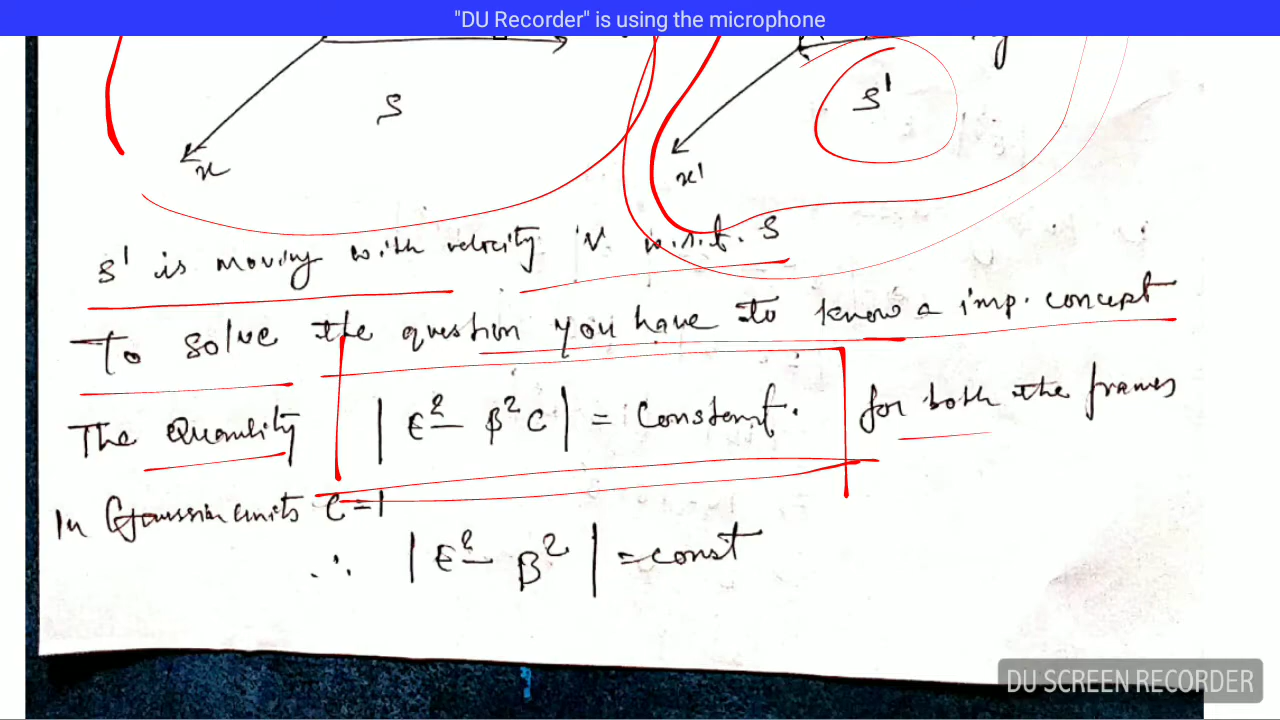 "DU Recorder" is using the microphone
y
S
S'
x
x'
S' is moving with velocity 'v' w.r.t. S
To solve the question you have to know a imp. concept
The Quantity |E² - B²C| = Constant. for both the frames
In Gaussian units C=1
∴ |E² - B²| = const
DU SCREEN RECORDER